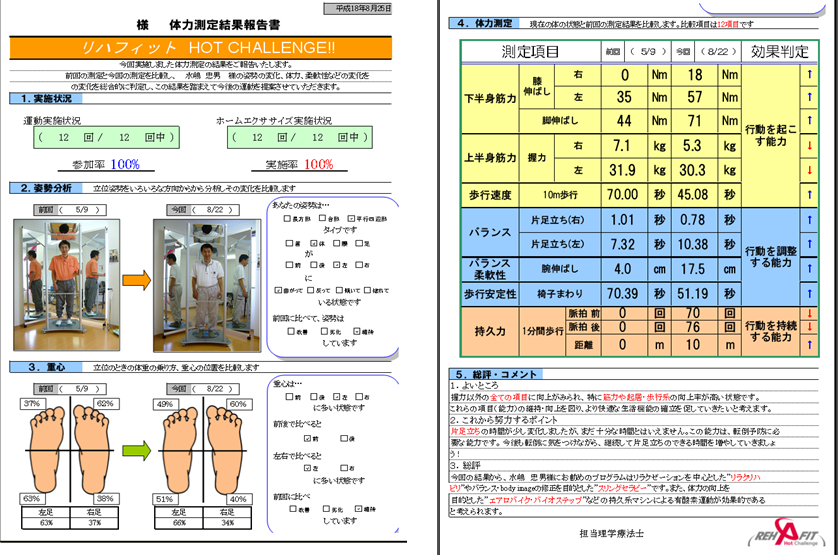 平成18年8月25日
様　体力測定結果報告書
リハフィット HOT CHALLENGE!!
今回実施しました体力測定の結果をご報告いたします。
前回の測定と今回の測定を比較し、水嶋 忠男 様の姿勢の変化、体力、柔軟性などの変化を
の変化を総合的に判定し、この結果を踏まえて今後の運動を提案させていただきます。
１. 実施状況
運動実施状況
( 12 回 / 12 回中 )
参加率 100%
ホームエクササイズ実施状況
( 12 回 / 12 回中 )
実施率 100%
２. 姿勢分析 立位姿勢をいろいろな方向からから分析しその変化を比較します
前回 ( 5/9 )
今回 ( 8/22 )
あなたの姿勢は…
□長方形 □台形 ☑平行四辺形
タイプです
□首 ☑体 □腰 □足
が
□前 □後 ☑左 □右
に
☑曲がって □反って □傾いて □捻れて
いる状態です
前回に比べて、姿勢は
□改善 □劣化 ☑維持
しています
３. 重心 立位のときの体重の乗り方、重心の位置を比較します
前回 ( 5/9 )
37% 62%
63% 38%
左足 右足
63% 37%
今回 ( 8/22 )
49% 60%
51% 40%
左足 右足
66% 34%
重心は…
□前 □後 ☑左 □右
に多い状態です
前後で比べると
☑前 □後
左右で比べると
☑左 □右
に多い状態です
前回に比べ
□改善 □劣化 ☑維持
しています
４. 体力測定 現在の体の状態と前回の測定結果を比較します。比較項目は12項目です
測定項目 前回 ( 5/9 ) 今回 ( 8/22 ) 効果判定
下半身筋力 膝伸ばし 右 0 Nm 18 Nm ↑
左 35 Nm 57 Nm ↑
脚伸ばし 44 Nm 71 Nm ↑
上半身筋力 握力 右 7.1 kg 5.3 kg ↓
左 31.9 kg 30.3 kg ↓
歩行速度 10m歩行 70.00 秒 45.08 秒 ↑
行動を起こす能力
バランス 片足立ち(右) 1.01 秒 0.78 秒 ↑
片足立ち(左) 7.32 秒 10.38 秒 ↑
バランス柔軟性 腕伸ばし 4.0 cm 17.5 cm ↑
歩行安定性 椅子まわり 70.39 秒 51.19 秒 ↑
行動を調整する能力
持久力 1分間歩行 脈拍 前 0 回 70 回 ↓
脈拍 後 0 回 76 回 ↓
距離 0 m 10 m ↑
行動を持続する能力
５. 総評・コメント
1. よいところ
握力以外の全ての項目に向上がみられ、特に筋力や起居・歩行系の向上率が高い状態です。
これらの項目(能力)の維持・向上を図り、より快適な生活機能の確立を促していきたいと考えます。
2. これから努力するポイント
片足立ちの時間が少し変化しましたが、まだ十分な時間とはいえません。この能力は、転倒予防に必
要な能力です。今後も転倒に気をつけながら、継続して片足立ちのできる時間を増やしていきましょ
う！
3. 総評
今回の結果から、水嶋 忠男様にお勧めのプログラムはリラクゼーションを中心とした"リラクリハ
ビリ"やバランス・body imageの修正を目的とした"スリングセラピー"です。また、体力の向上を
目的とした"エアロバイク・バイオステップ"などの持久系マシンによる有酸素運動が効果的である
と考えられます。
担当理学療法士
REHAFIT
Hot Challenge